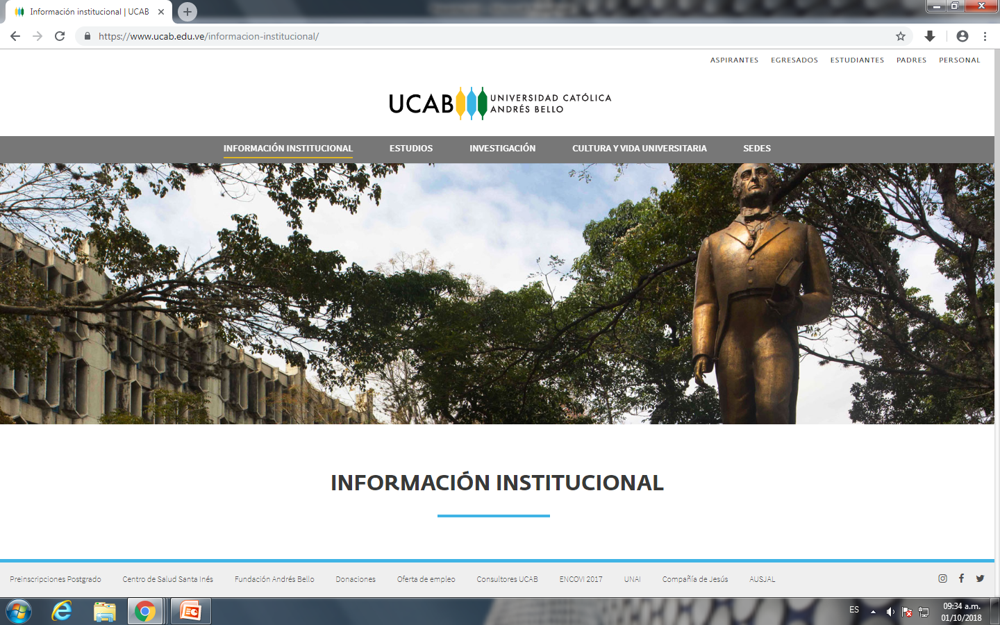 Información institucional | UCAB
https://www.ucab.edu.ve/informacion-institucional/
ASPIRANTES EGRESADOS ESTUDIANTES PADRES PERSONAL
UCAB UNIVERSIDAD CATÓLICA
ANDRÉS BELLO
INFORMACIÓN INSTITUCIONAL ESTUDIOS INVESTIGACIÓN CULTURA Y VIDA UNIVERSITARIA SEDES
INFORMACIÓN INSTITUCIONAL
Preinscripciones Postgrado Centro de Salud Santa Inés Fundación Andrés Bello Donaciones Oferta de empleo Consultores UCAB ENCOVI 2017 UNAI Compañía de Jesús AUSJAL
ES 09:34 a.m.
01/10/2018